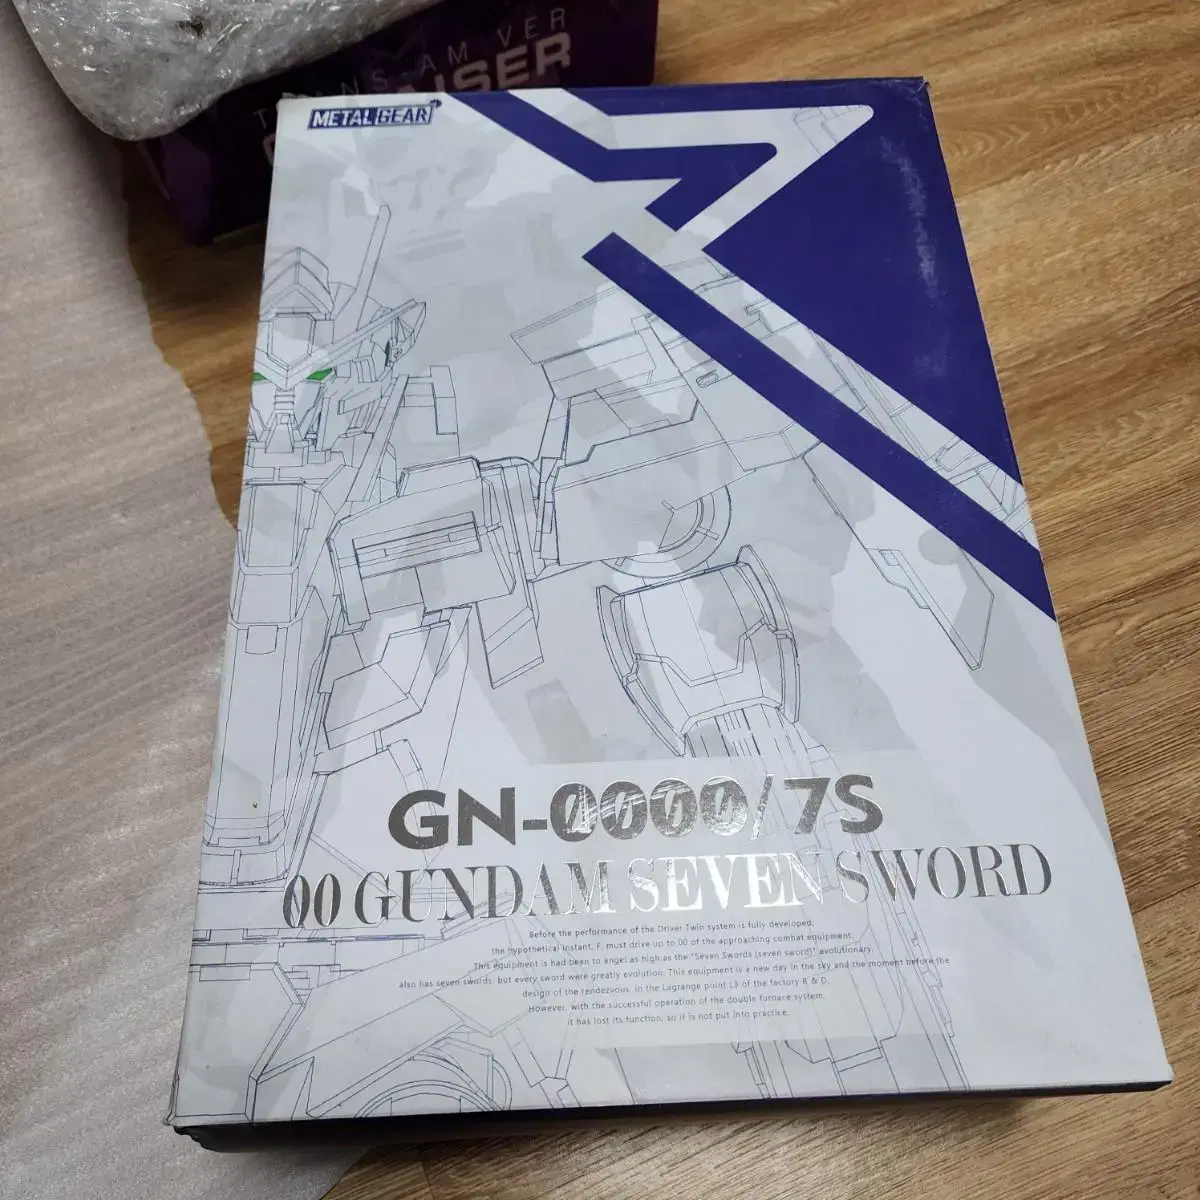 TRANS-AM VER
METAL GEAR
GN-0000/7S
00 GUNDAM SEVEN SWORD
Before the performance of the Driver Twin system is fully developed,
the hypothetical instant, F, must drive up to 00 of the approaching combat equipment.
This equipment is had been to angel as high as the "Seven Swords (seven sword)" evolutionary.
also has seven swords, but every sword were greatly evolution. This equipment is a new day in the sky and the moment before the
design of the rendezvous, in the Lagrange point L3 of the factory R & D.
However, with the successful operation of the double furnace system,
it has lost its function, so it is not put into practice.